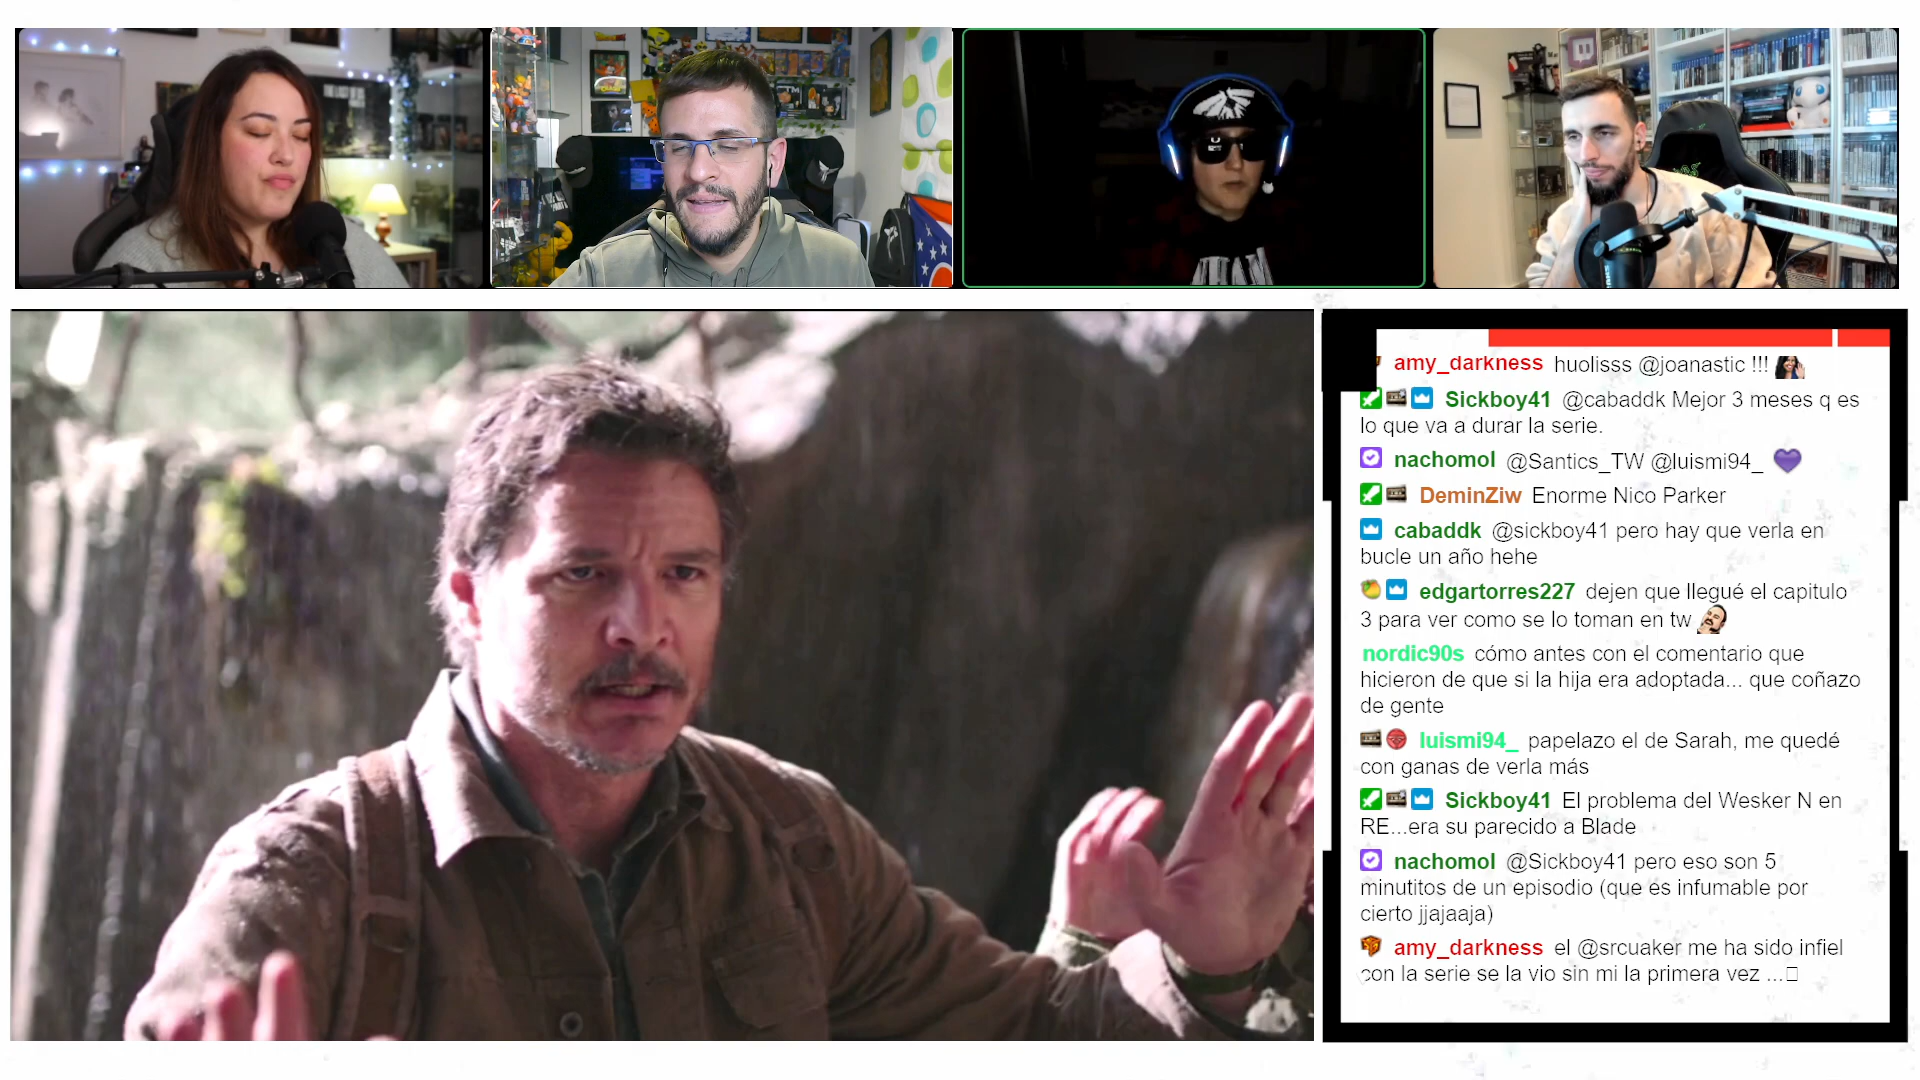 amy_darkness huolisss @joanastic !!!
Sickboy41 @cabaddk Mejor 3 meses q es
lo que va a durar la serie.
nachomol @Santics_TW @luismi94_
DeminZiw Enorme Nico Parker
cabaddk @sickboy41 pero hay que verla en
bucle un año hehe
edgartorres227 dejen que llegué el capitulo
3 para ver como se lo toman en tw
nordic90s cómo antes con el comentario que
hicieron de que si la hija era adoptada... que coñazo
de gente
luismi94_ papelazo el de Sarah, me quedé
con ganas de verla más
Sickboy41 El problema del Wesker N en
RE...era su parecido a Blade
nachomol @Sickboy41 pero eso son 5
minutitos de un episodio (que es infumable por
cierto jjajaaja)
amy_darkness el @srcuaker me ha sido infiel
con la serie se la vio sin mi la primera vez ...